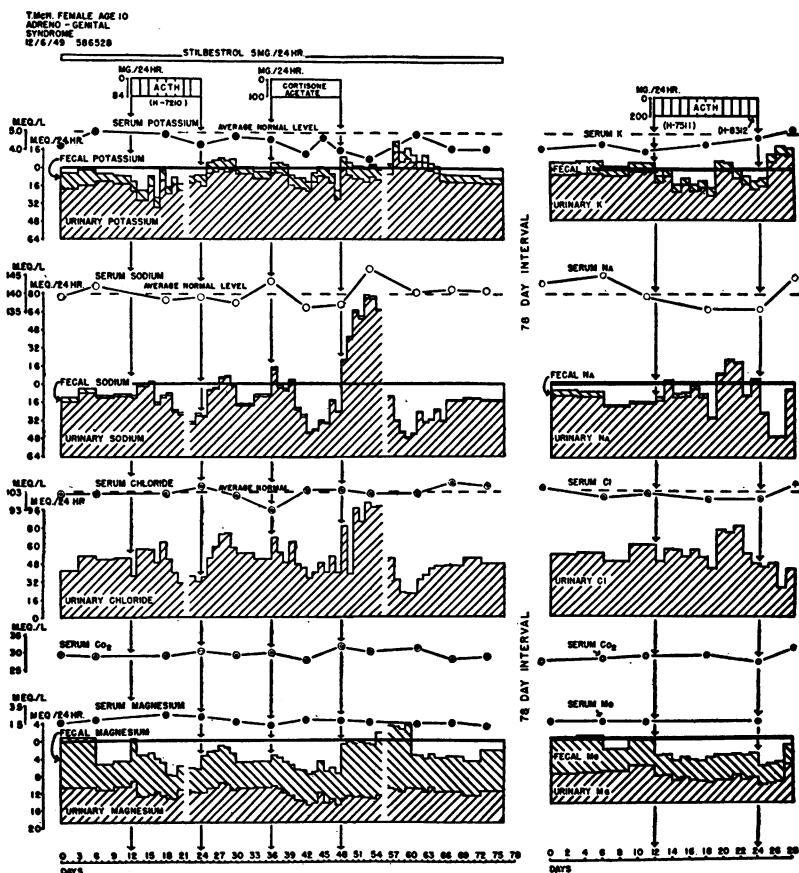 T.McH. FEMALE AGE 10
ADRENO - GENITAL
SYNDROME
12/6/49 586528
STILBESTROL 5MG./24HR.
MG./24HR.
0
84
ACTH
(H-7210)
MG./24HR.
0
100
CORTISONE
ACETATE
MG./24HR.
0
200
ACTH
(H-7511)
(H-8312)
MEQ./L
5.0
4.0
SERUM POTASSIUM
AVERAGE NORMAL LEVEL
SERUM K
MEQ./24HR.
FECAL POTASSIUM
0
16
32
48
64
URINARY POTASSIUM
FECAL K
URINARY K
MEQ./L
145
140
135
SERUM SODIUM
AVERAGE NORMAL LEVEL
SERUM NA
MEQ./24HR.
80
64
48
32
16
0
16
32
48
64
FECAL SODIUM
URINARY SODIUM
FECAL NA
URINARY NA
78 DAY INTERVAL
MEQ./L
103
93
SERUM CHLORIDE
AVERAGE NORMAL
SERUM CL
MEQ./24 HR
96
80
64
48
32
16
0
URINARY CHLORIDE
URINARY CL
MEQ./L
35
30
25
SERUM CO2
SERUM CO2
78 DAY INTERVAL
MEQ./L
3.5
1.5
SERUM MAGNESIUM
SERUM MG
MEQ./24HR.
4
0
4
8
12
16
20
FECAL MAGNESIUM
URINARY MAGNESIUM
FECAL MG
URINARY MG
0 3 6 9 12 15 18 21 24 27 30 33 36 39 42 45 48 51 54 57 60 63 66 69 72 75 78
DAYS
0 2 4 6 8 10 12 14 16 18 20 22 24 26 28
DAYS